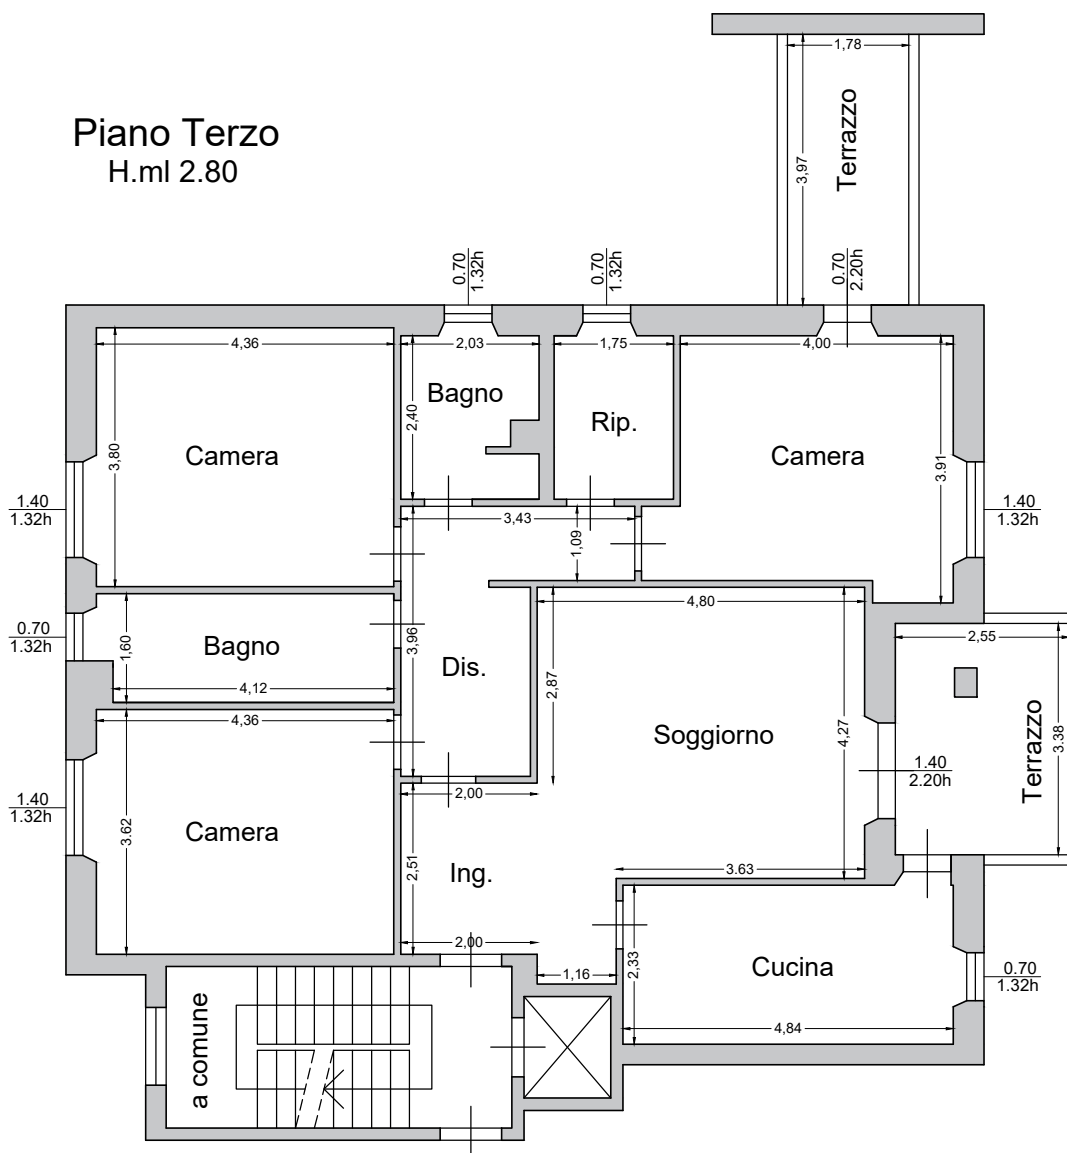 1,78
Terrazzo
3,97
Piano Terzo
H.ml 2.80
0.70
1.32h
0.70
1.32h
0.70
2.20h
4,36
2,03
1,75
4,00
Bagno
2,40
Rip.
3,80
Camera
Camera
3.91
1.40
1.32h
3,43
1,09
1.40
1.32h
4,80
0.70
1.32h
1,60
Bagno
3,96
2,55
4,12
Dis.
2,87
4,36
Soggiorno
4,27
Terrazzo
3.38
1.40
2.20h
1.40
1.32h
2,00
3.62
Camera
2,51
Ing.
3.63
2,00
1,16
2,33
Cucina
0.70
1.32h
4,84
a comune